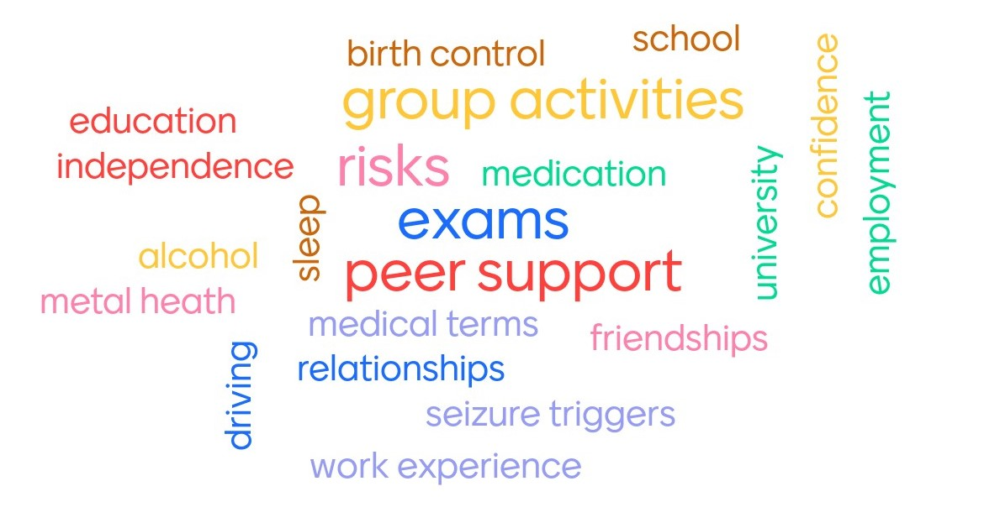 school
birth control
confidence
group activities
employment
education
independence
risks
medication
university
sleep
exams
alcohol
peer support
metal heath
medical terms
friendships
driving
relationships
seizure triggers
work experience